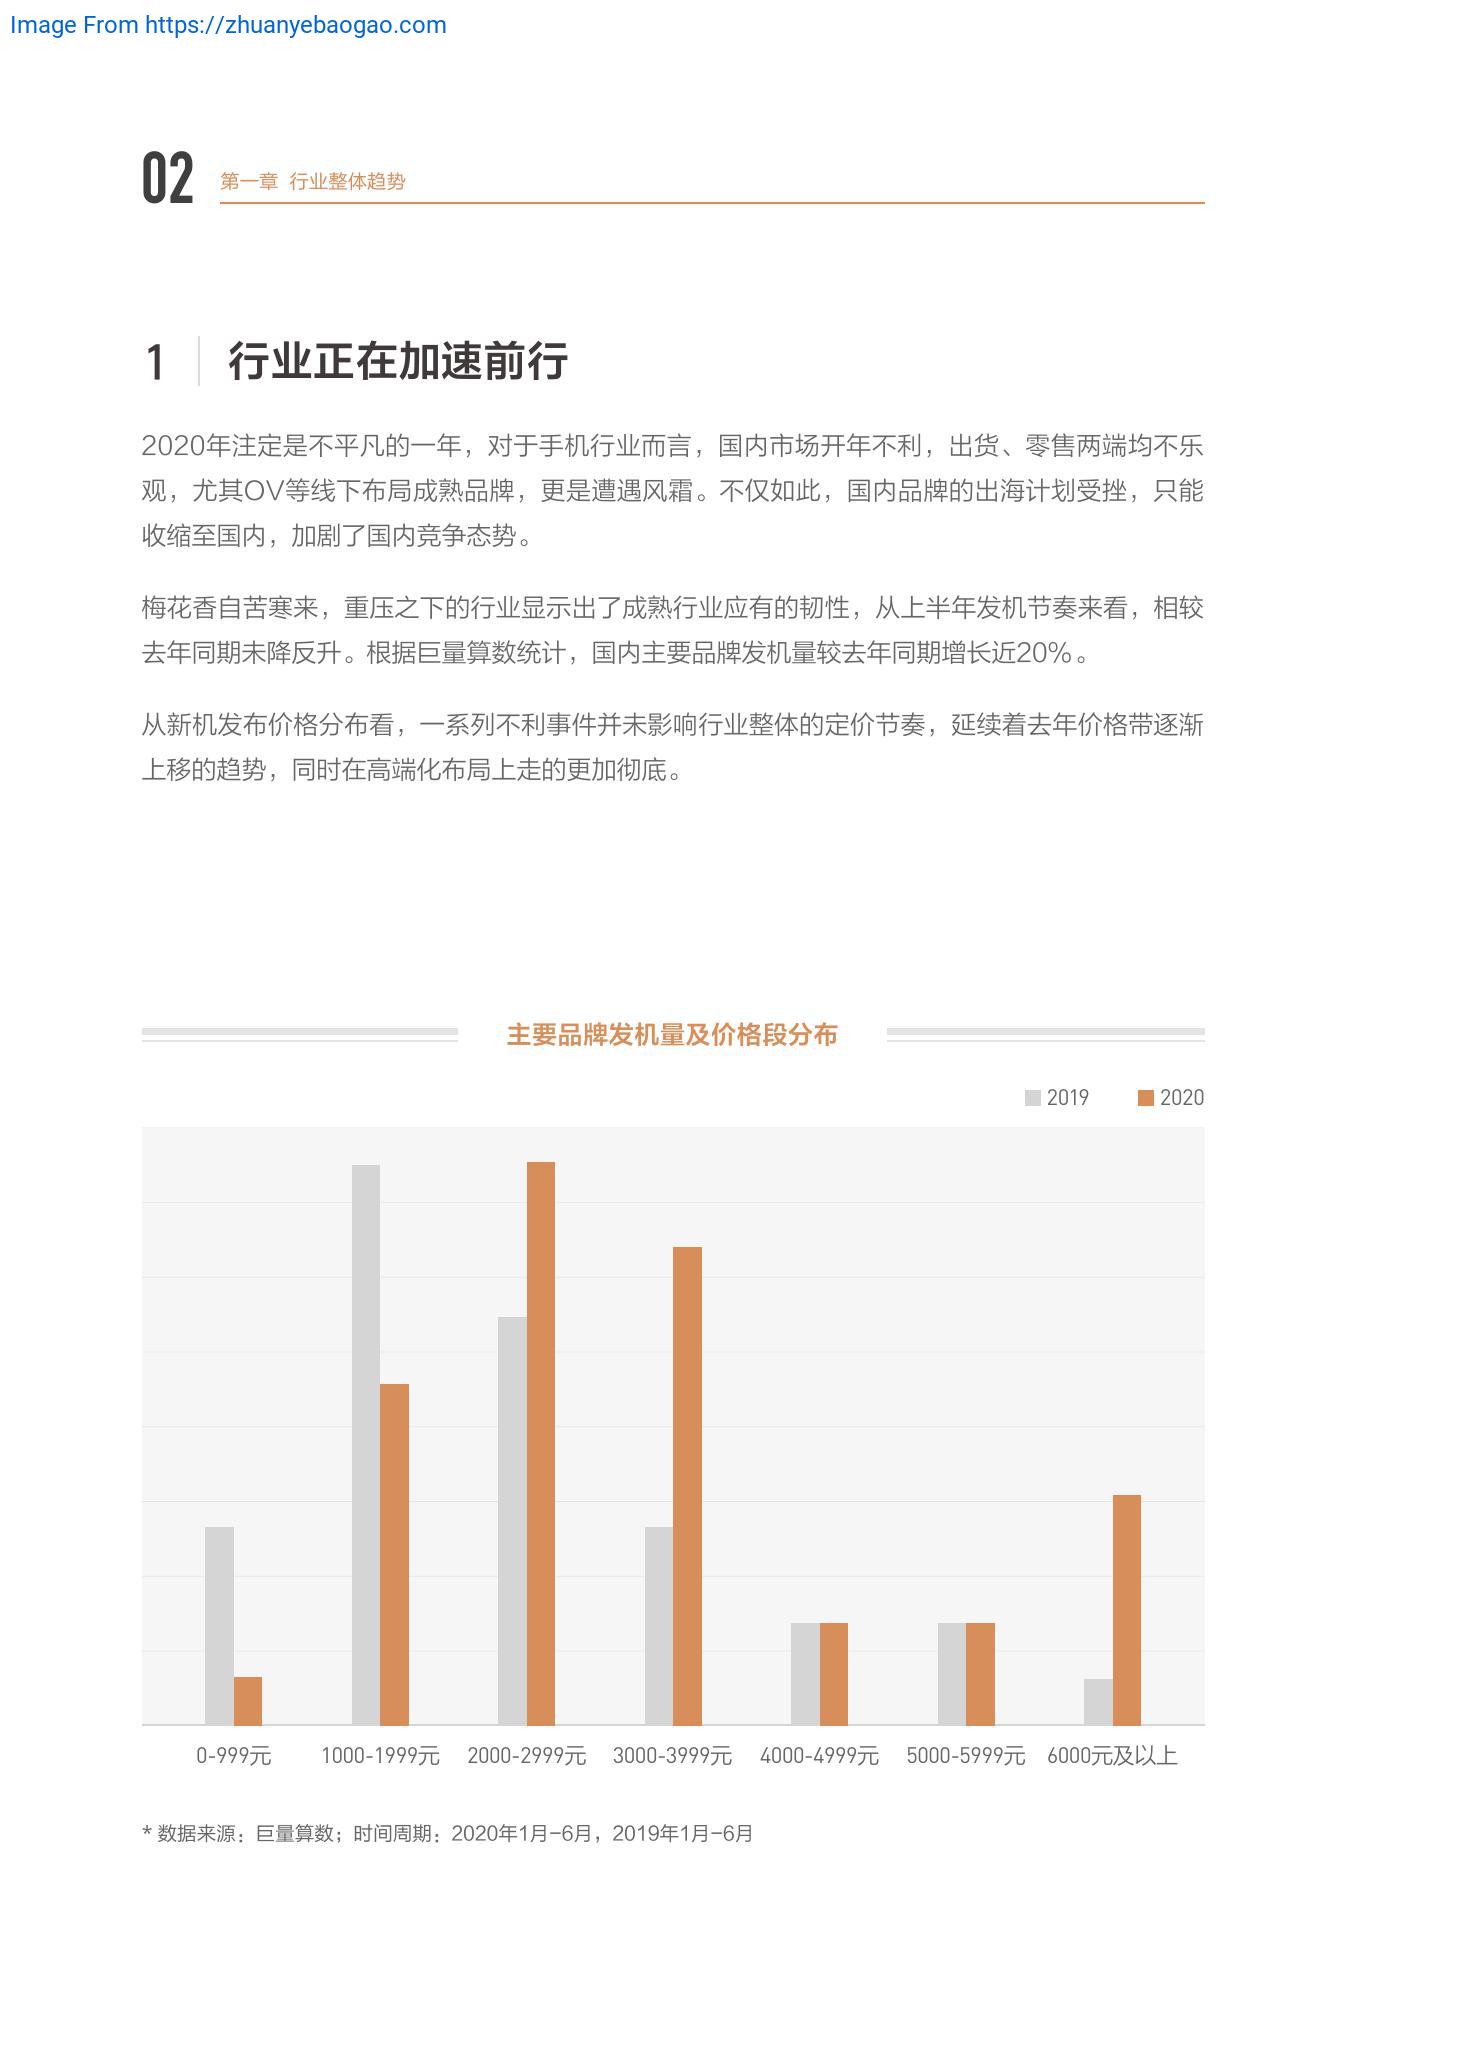 Image From https://zhuanyebaogao.com
02 第一章 行业整体趋势
1 行业正在加速前行
2020年注定是不平凡的一年，对于手机行业而言，国内市场开年不利，出货、零售两端均不乐
观，尤其OV等线下布局成熟品牌，更是遭遇风霜。不仅如此，国内品牌的出海计划受挫，只能
收缩至国内，加剧了国内竞争态势。
梅花香自苦寒来，重压之下的行业显示出了成熟行业应有的韧性，从上半年发机节奏来看，相较
去年同期未降反升。根据巨量算数统计，国内主要品牌发机量较去年同期增长近20%。
从新机发布价格分布看，一系列不利事件并未影响行业整体的定价节奏，延续着去年价格带逐渐
上移的趋势，同时在高端化布局上走的更加彻底。
主要品牌发机量及价格段分布
2019 2020
0-999元 1000-1999元 2000-2999元 3000-3999元 4000-4999元 5000-5999元 6000元及以上
* 数据来源：巨量算数；时间周期：2020年1月-6月，2019年1月-6月